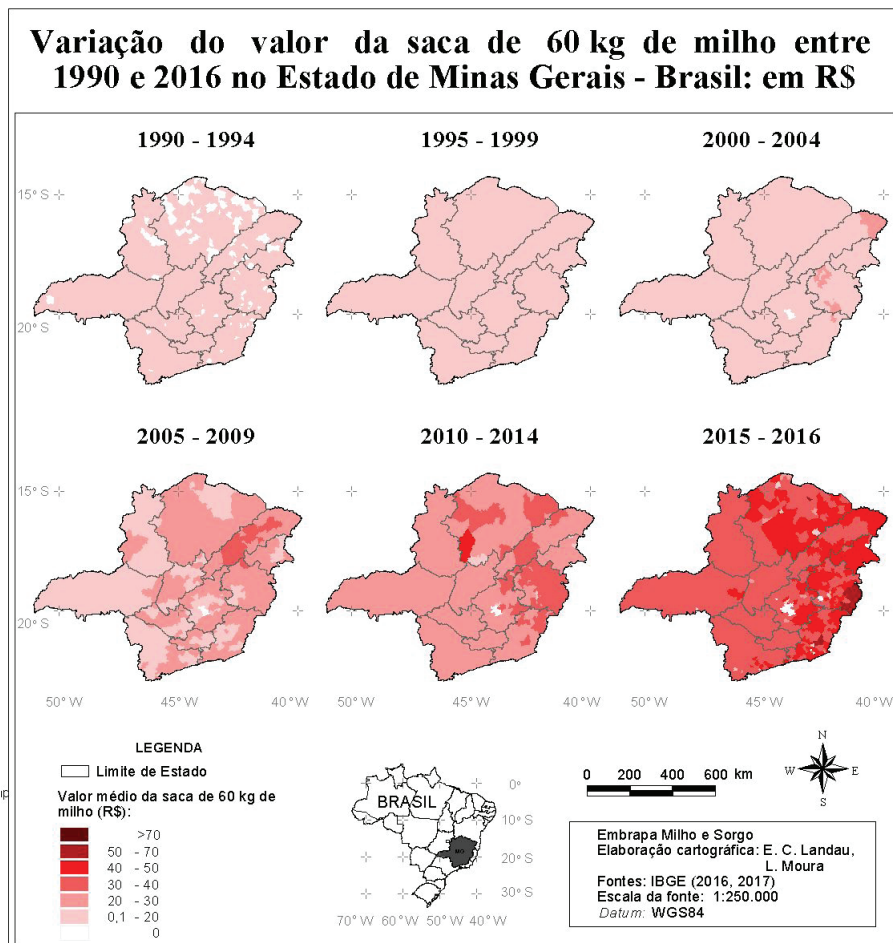 Variação do valor da saca de 60 kg de milho entre
1990 e 2016 no Estado de Minas Gerais - Brasil: em R$
1990 - 1994
1995 - 1999
2000 - 2004
15° S
40° W
20° S
2005 - 2009
2010 - 2014
2015 - 2016
15° S
20° S
50° W
45° W
40° W
45° W
40° W
45° W
40° W
LEGENDA
Limite de Estado
Valor médio da saca de 60 kg de
milho (R$):
>70
50 - 70
40 - 50
30 - 40
20 - 30
0,1 - 20
0
BRASIL
MG
0°
10° S
20° S
30° S
70° W 60° W 50° W 40° W
0 200 400 600 km
N
W E
S
Embrapa Milho e Sorgo
Elaboração cartográfica: E. C. Landau,
L. Moura
Fontes: IBGE (2016, 2017)
Escala da fonte: 1:250.000
Datum: WGS84